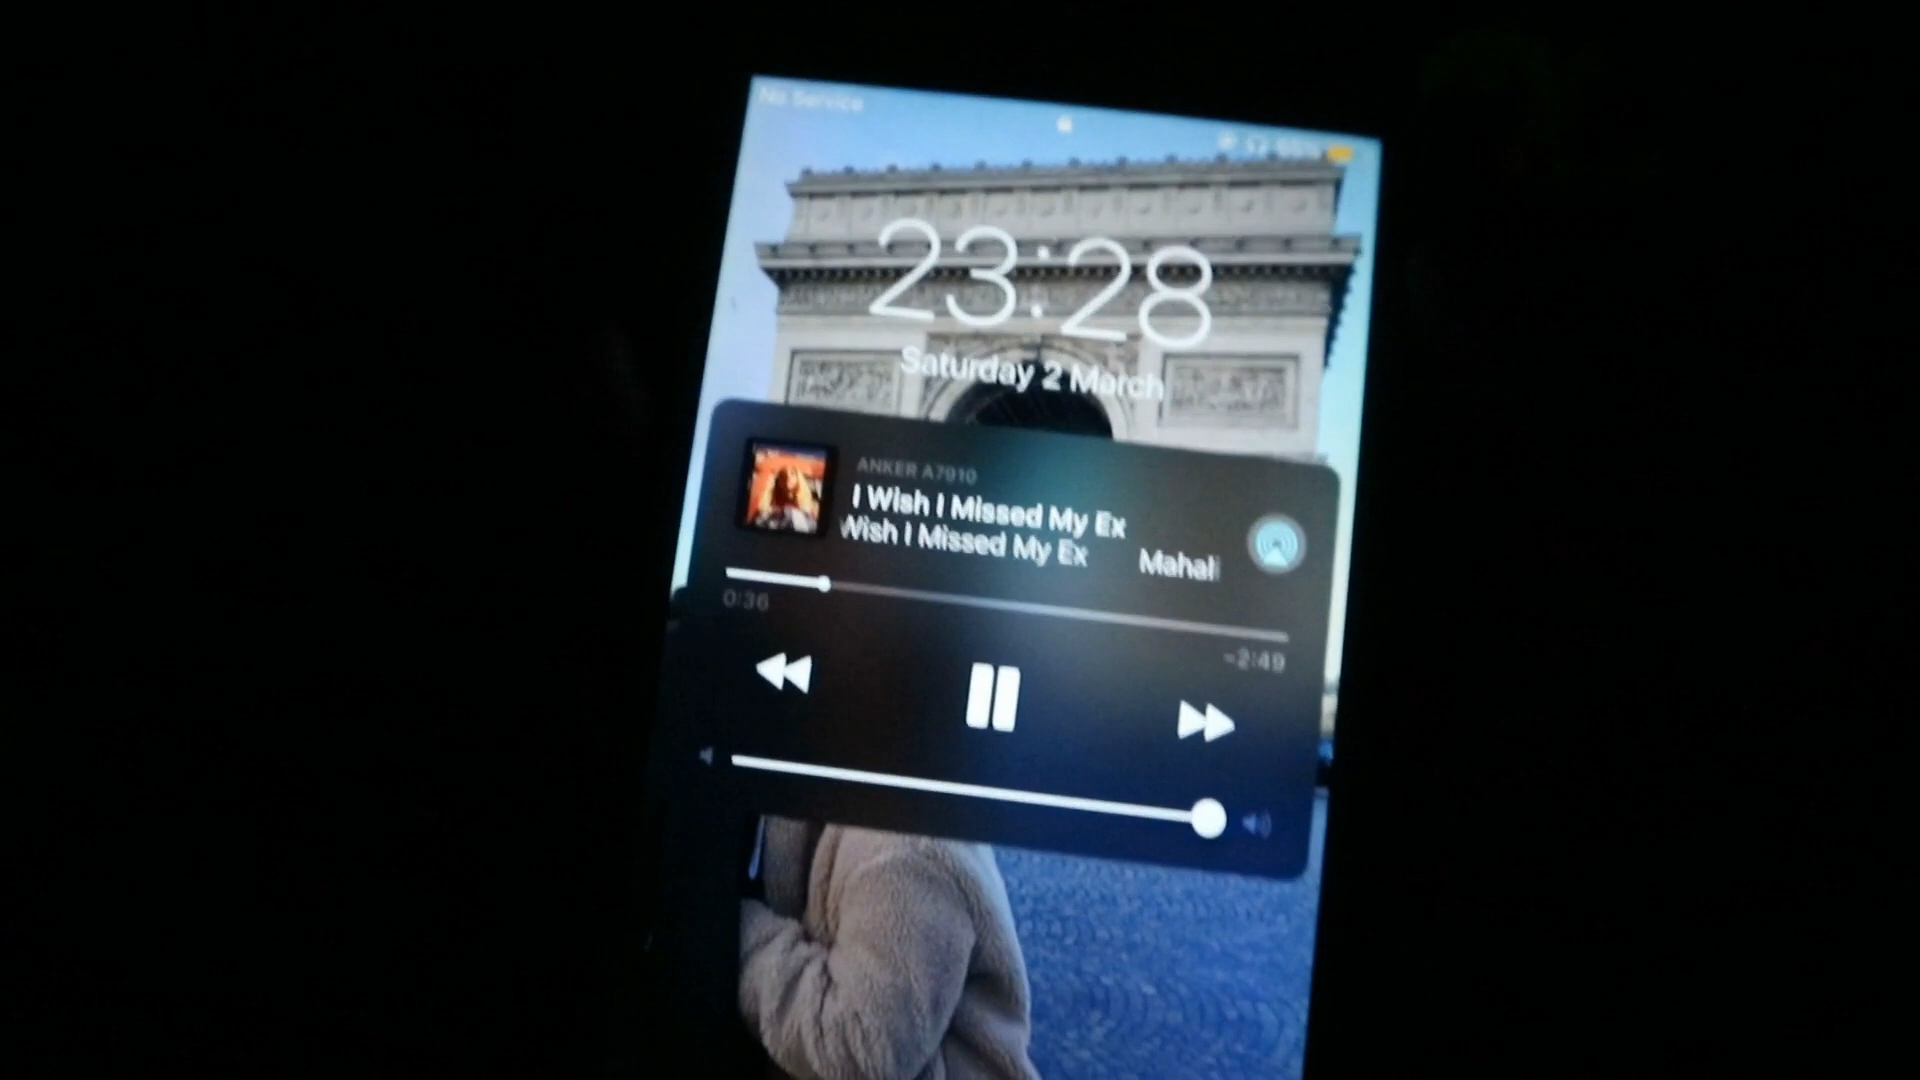 No Service
23:28
Saturday 2 March
ANKER A7910
I Wish I Missed My Ex
Wish I Missed My Ex Mahal
0:36
-2:49